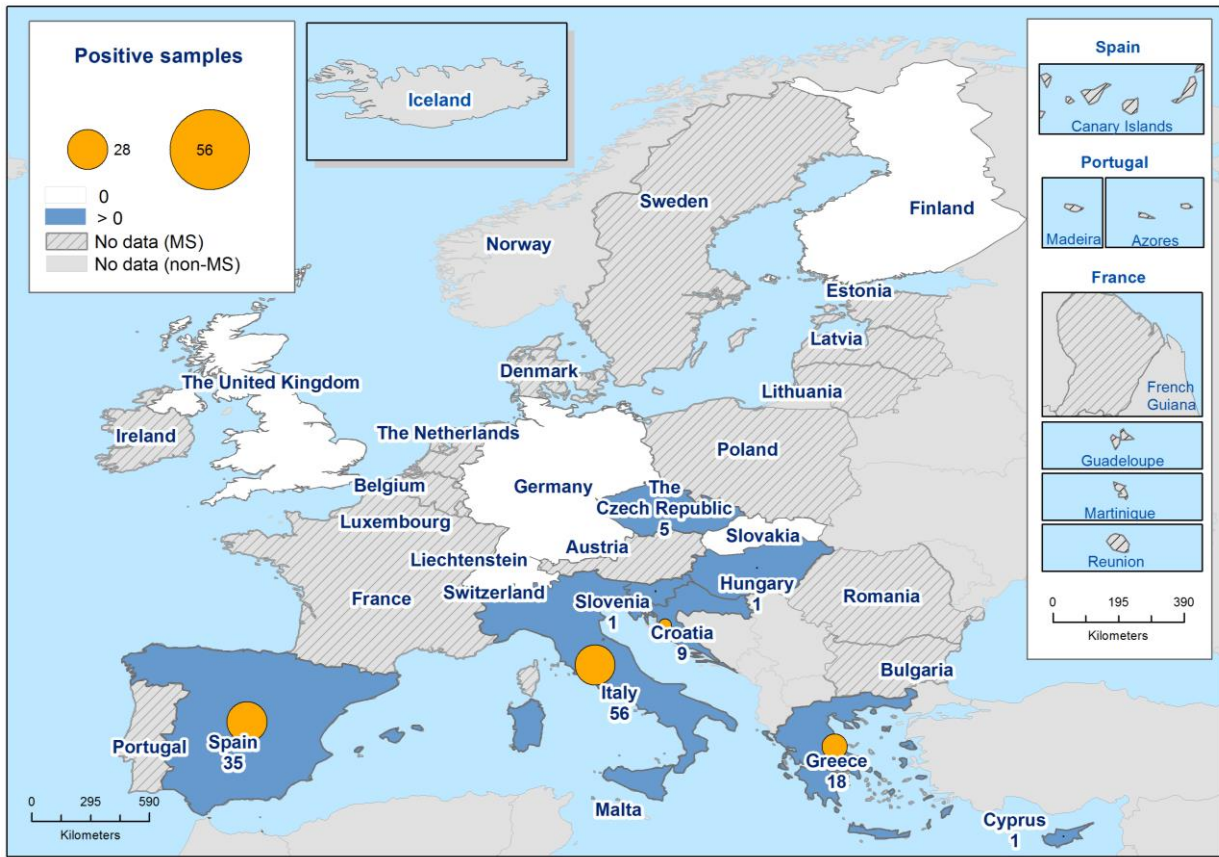 Positive samples
28
56
0
> 0
No data (MS)
No data (non-MS)
Iceland
Spain
Canary Islands
Portugal
Madeira
Azores
France
French
Guiana
Guadeloupe
Martinique
Reunion
0 195 390
Kilometers
Sweden
Finland
Norway
Estonia
Latvia
Denmark
Lithuania
The United Kingdom
Ireland
The Netherlands
Poland
Belgium
Germany
The
Czech Republic
5
Luxembourg
Slovakia
Austria
Liechtenstein
Hungary
1
Switzerland
France
Slovenia
1
Romania
Croatia
9
Bulgaria
Italy
56
Portugal
Spain
35
Greece
18
Malta
Cyprus
1
0 295 590
Kilometers